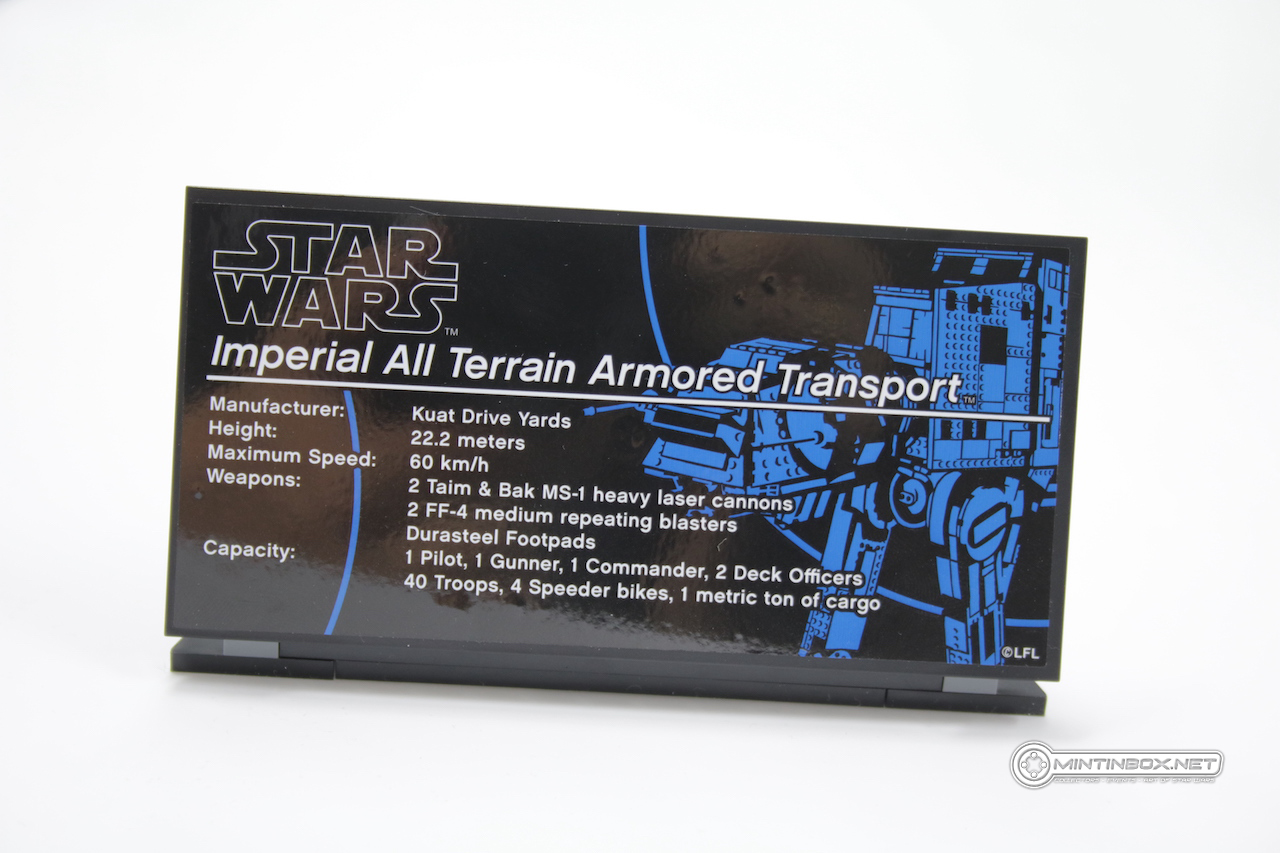 STAR
WARS™
Imperial All Terrain Armored Transport™
Manufacturer: Kuat Drive Yards
Height: 22.2 meters
Maximum Speed: 60 km/h
Weapons: 2 Taim & Bak MS-1 heavy laser cannons
2 FF-4 medium repeating blasters
Durasteel Footpads
Capacity: 1 Pilot, 1 Gunner, 1 Commander, 2 Deck Officers
40 Troops, 4 Speeder bikes, 1 metric ton of cargo
©LFL
MINTINBOX.NET